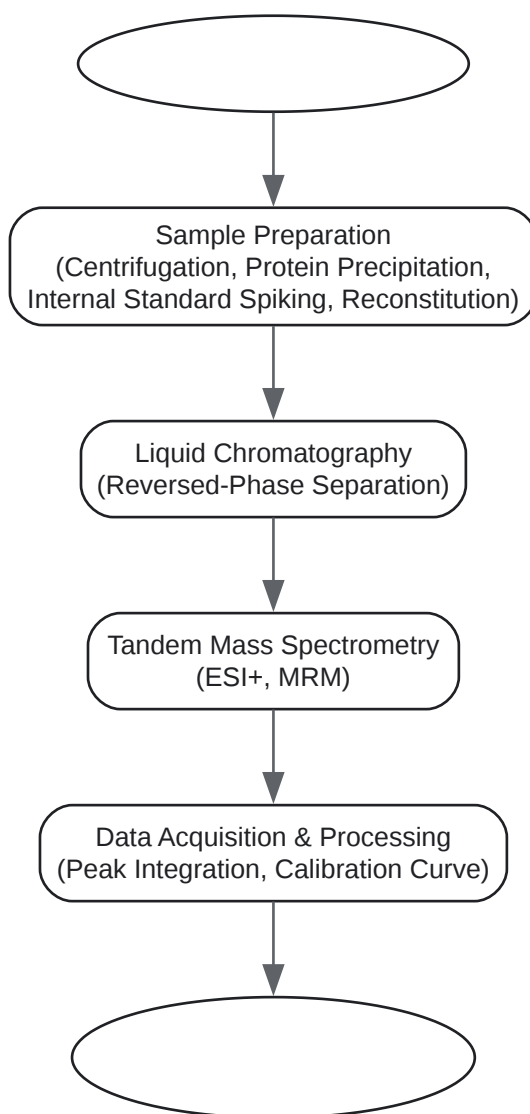 Sample Preparation
(Centrifugation, Protein Precipitation,
Internal Standard Spiking, Reconstitution)
Liquid Chromatography
(Reversed-Phase Separation)
Tandem Mass Spectrometry
(ESI+, MRM)
Data Acquisition & Processing
(Peak Integration, Calibration Curve)